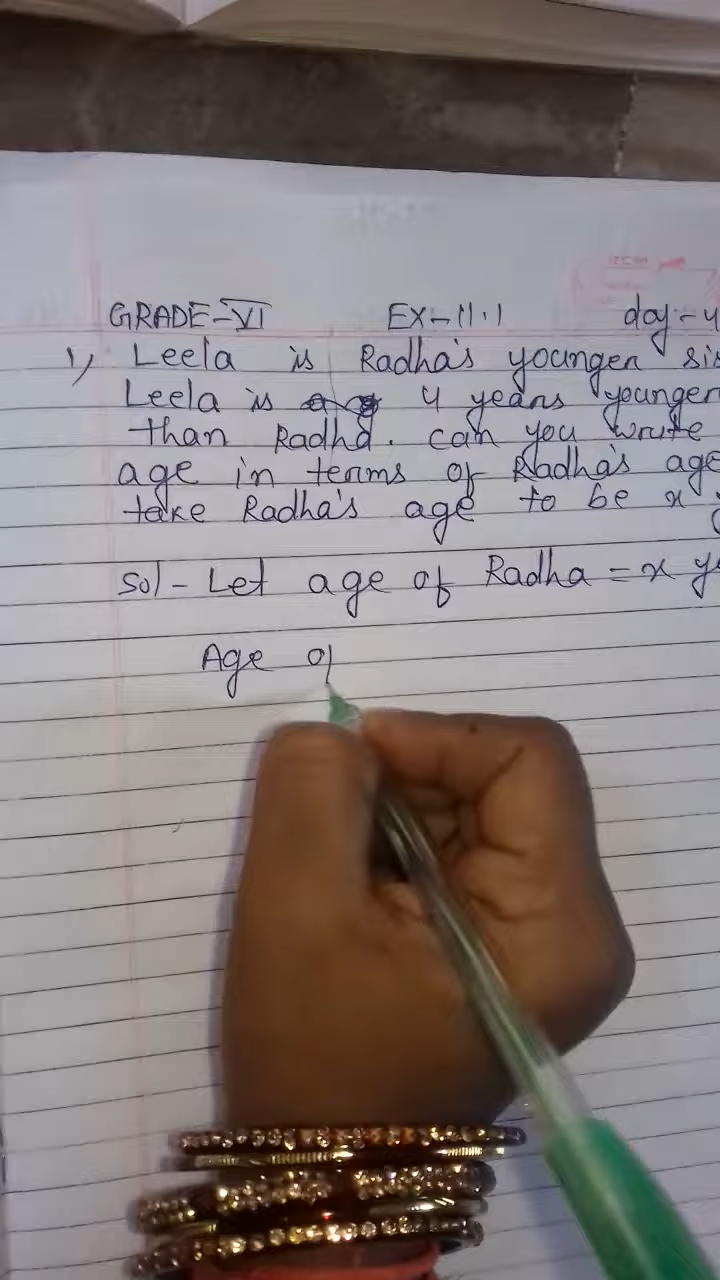 GRADE-VI EX-11.1 day-4
1) Leela is Radha's younger sis
Leela is 4 years younger
than Radha. can you write
age in terms of Radha's age
take Radha's age to be x
Sol - Let age of Radha = x ye
Age of